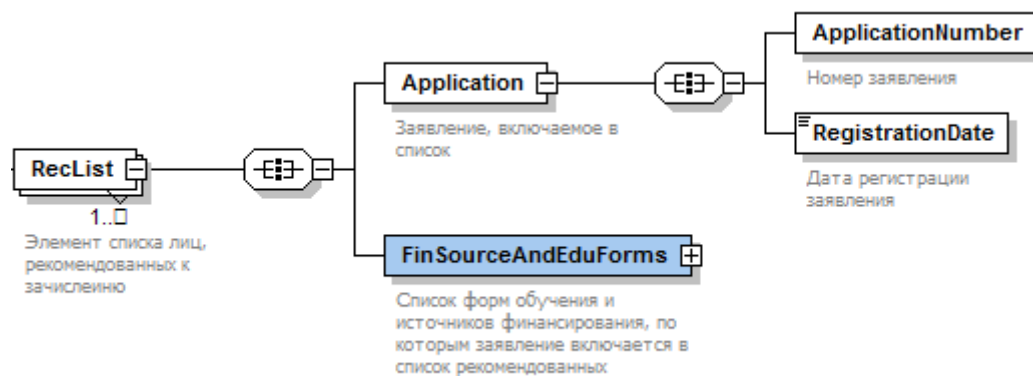 ApplicationNumber
Номер заявления
Application
Заявление, включаемое в
список
RegistrationDate
Дата регистрации
заявления
RecList
1..□
Элемент списка лиц,
рекомендованных к
зачислеиню
FinSourceAndEduForms
Список форм обучения и
источников финансирования, по
которым заявление включается в
список рекомендованных